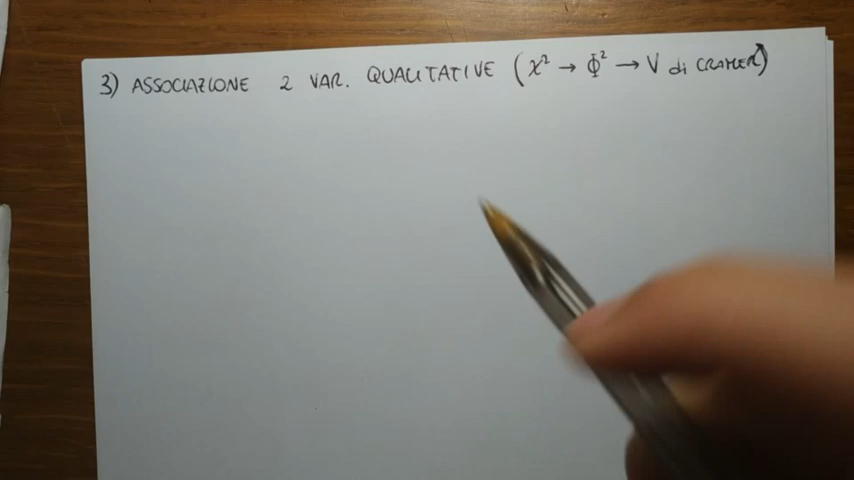 3) ASSOCIAZIONE 2 VAR. QUALITATIVE (χ² → Φ² → V di CRAMER)